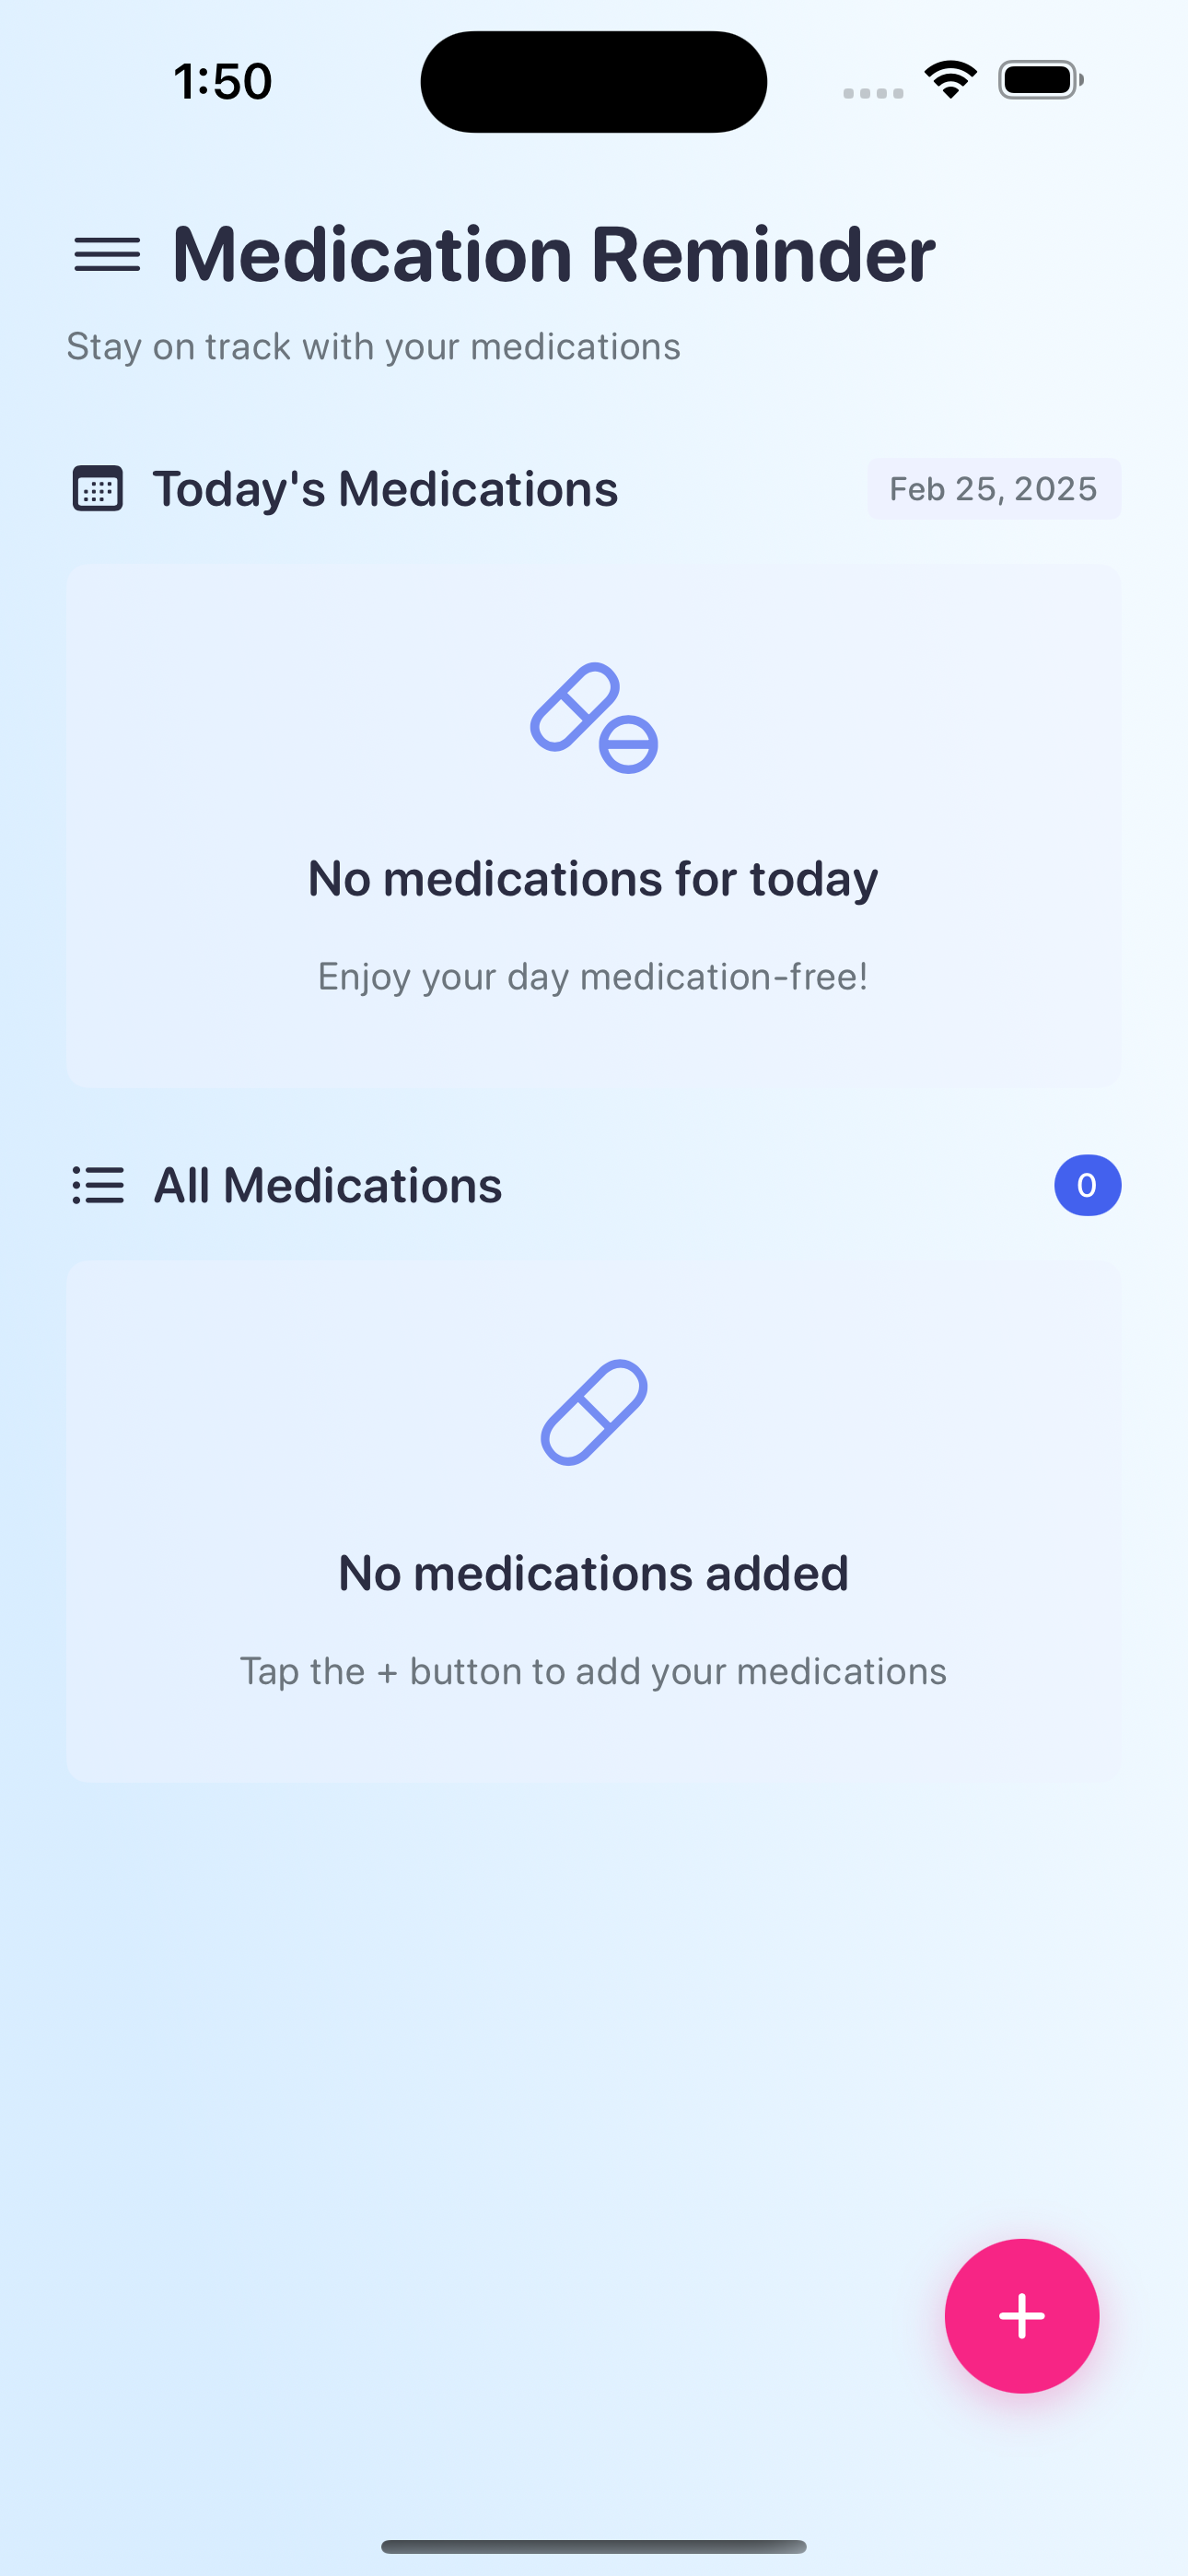 1:50
Medication Reminder
Stay on track with your medications
Today's Medications
Feb 25, 2025
No medications for today
Enjoy your day medication-free!
All Medications
0
No medications added
Tap the + button to add your medications
+